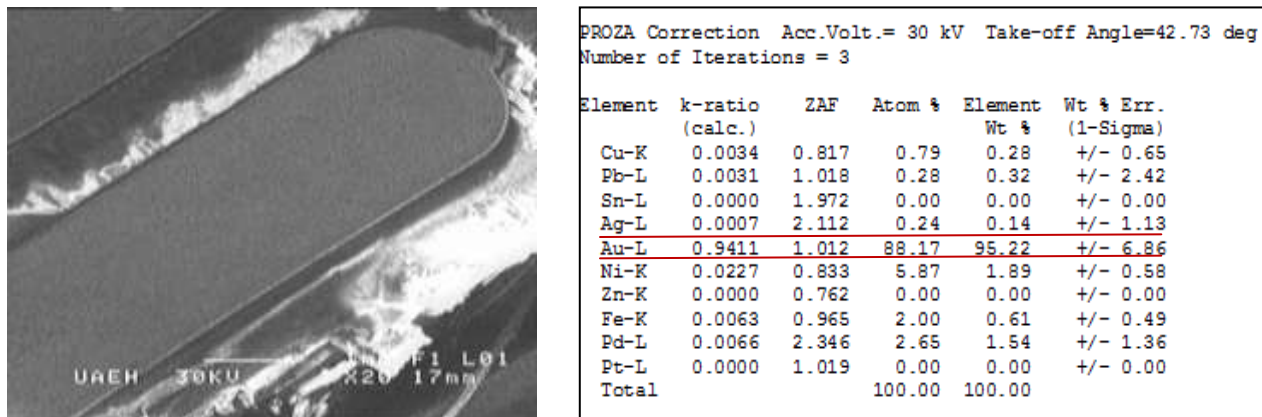 1mm F1 L01
UAEH 30KV X20 17mm
PROZA Correction Acc.Volt.= 30 kV Take-off Angle=42.73 deg
Number of Iterations = 3
Element k-ratio ZAF Atom % Element Wt % Err.
(calc.) Wt % (1-Sigma)
Cu-K 0.0034 0.817 0.79 0.28 +/- 0.65
Pb-L 0.0031 1.018 0.28 0.32 +/- 2.42
Sn-L 0.0000 1.972 0.00 0.00 +/- 0.00
Ag-L 0.0007 2.112 0.24 0.14 +/- 1.13
Au-L 0.9411 1.012 88.17 95.22 +/- 6.86
Ni-K 0.0227 0.833 5.87 1.89 +/- 0.58
Zn-K 0.0000 0.762 0.00 0.00 +/- 0.00
Fe-K 0.0063 0.965 2.00 0.61 +/- 0.49
Pd-L 0.0066 2.346 2.65 1.54 +/- 1.36
Pt-L 0.0000 1.019 0.00 0.00 +/- 0.00
Total 100.00 100.00